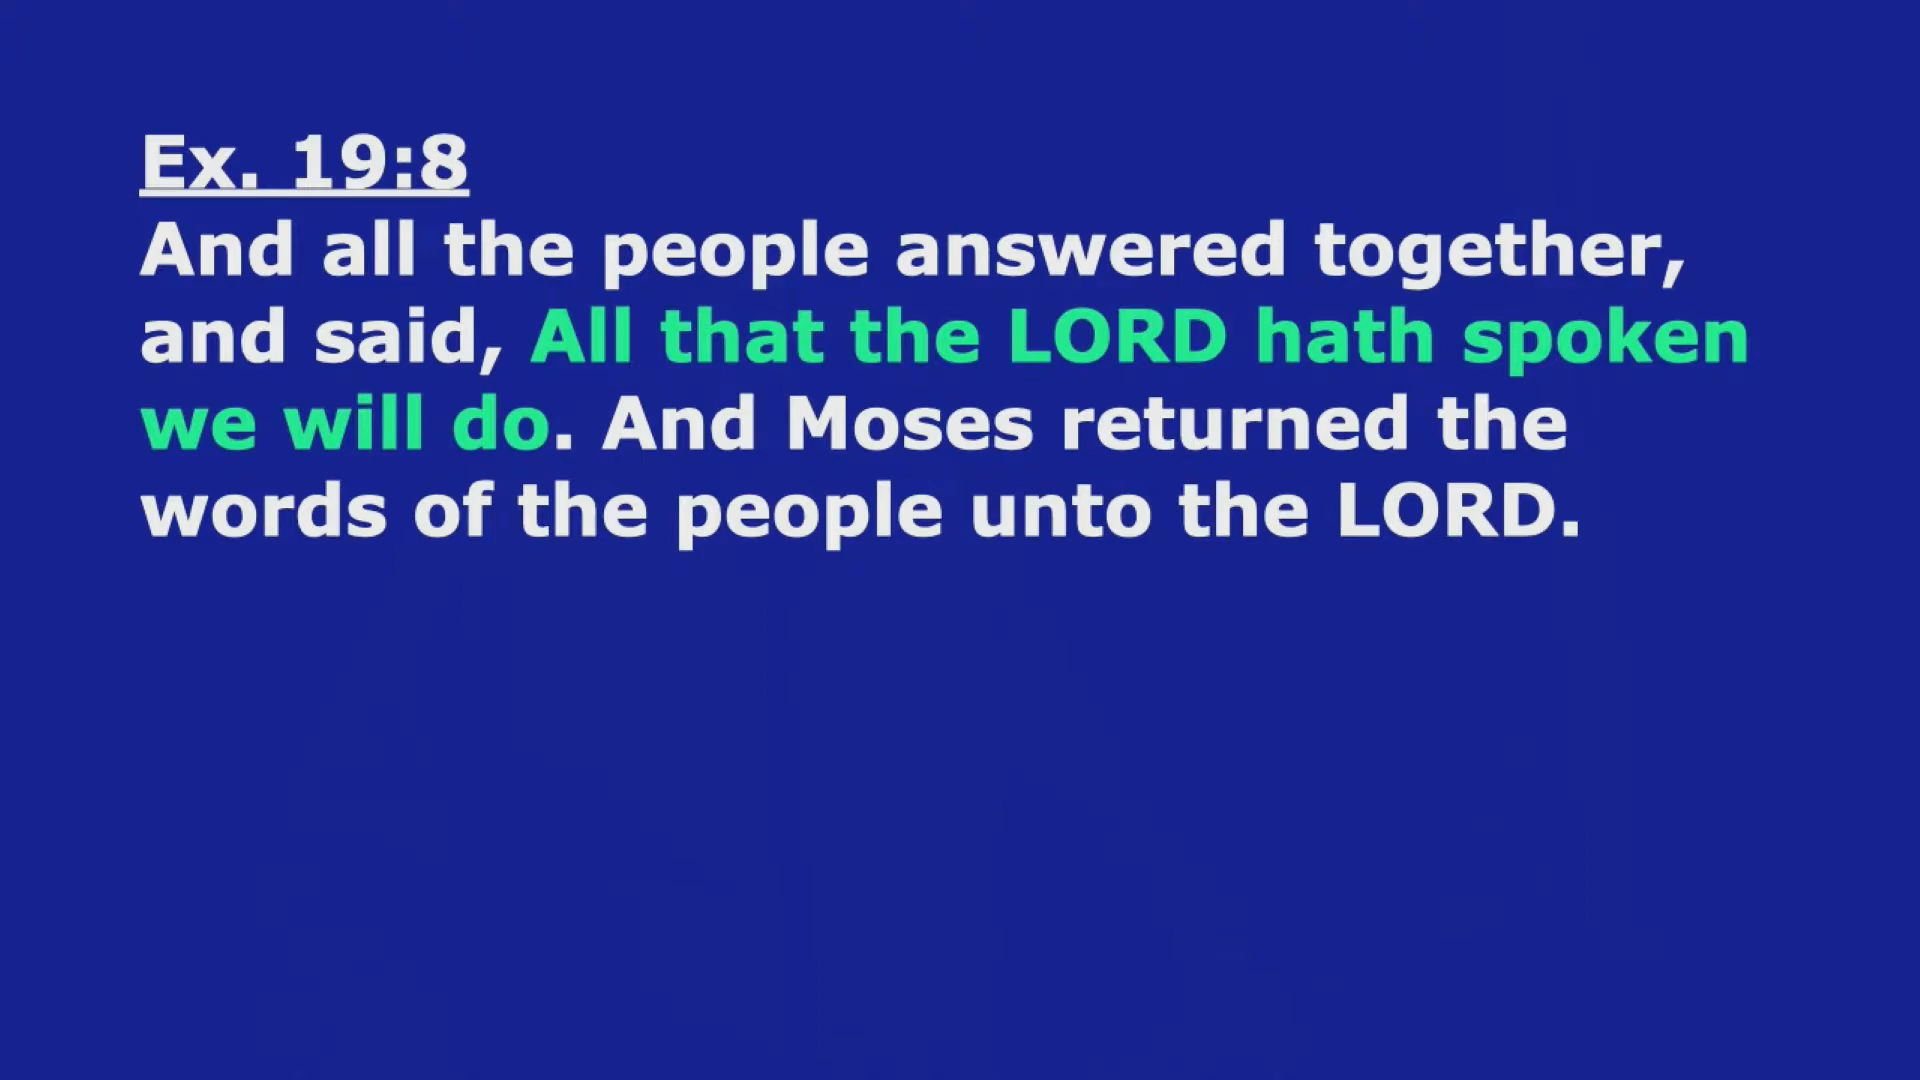 Ex. 19:8
And all the people answered together,
and said, All that the LORD hath spoken
we will do. And Moses returned the
words of the people unto the LORD.